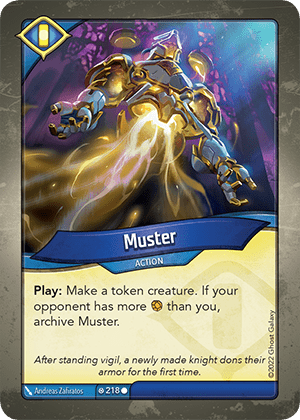 Muster
ACTION
Play: Make a token creature. If your
opponent has more than you,
archive Muster.
After standing vigil, a newly made knight dons their
armor for the first time.
©2022 Ghost Galaxy
Andreas Zafiratos
218